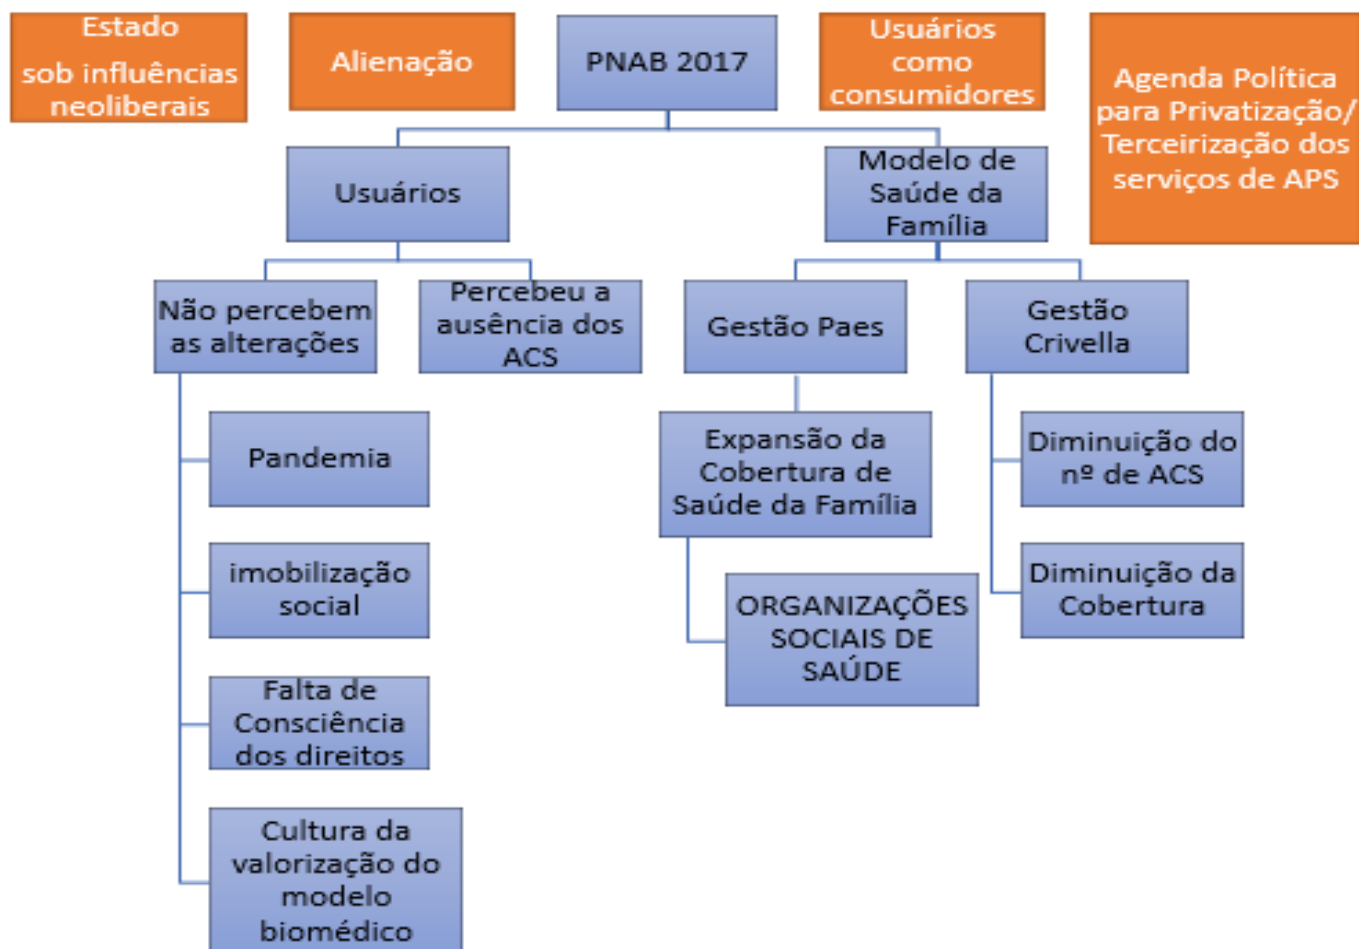 Estado
sob influências
neoliberais
Alienação
PNAB 2017
Usuários
como
consumidores
Agenda Política
para Privatização/
Terceirização dos
serviços de APS
Usuários
Modelo de
Saúde da
Família
Não percebem
as alterações
Percebeu a
ausência dos
ACS
Gestão Paes
Gestão
Crivella
Pandemia
Expansão da
Cobertura de
Saúde da Família
Diminuição do
nº de ACS
imobilização
social
ORGANIZAÇÕES
SOCIAIS DE
SAÚDE
Diminuição da
Cobertura
Falta de
Consciência
dos direitos
Cultura da
valorização do
modelo
biomédico